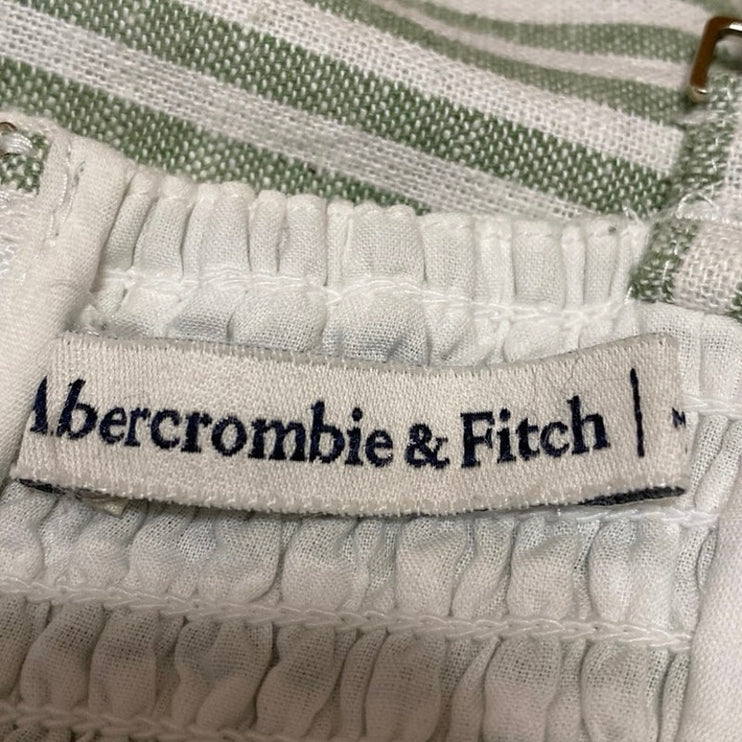 Abercrombie & Fitch |